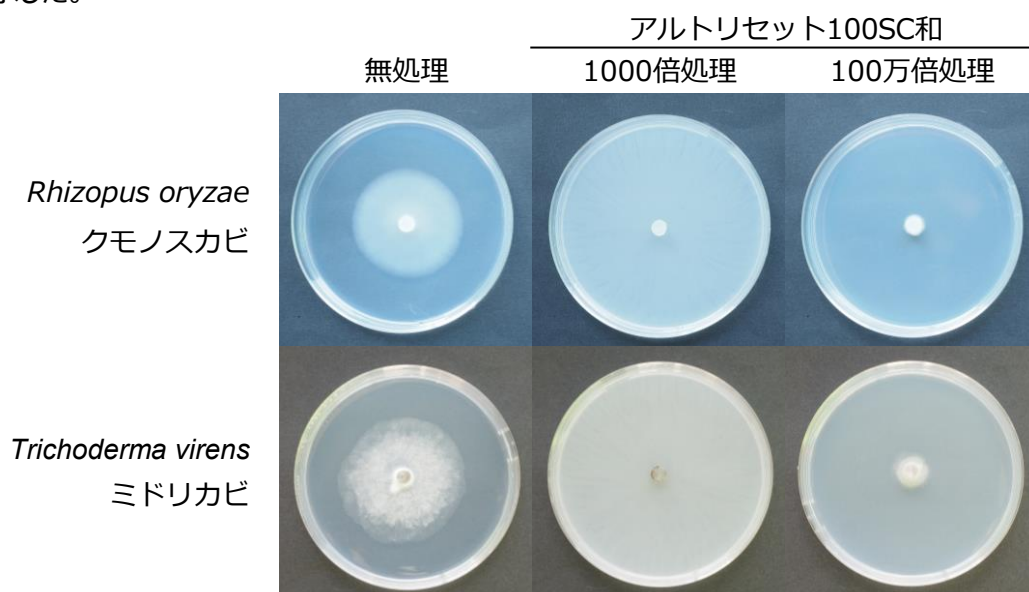 アルトリセット100SC和
無処理
1000倍処理
100万倍処理
Rhizopus oryzae
クモノスカビ
Trichoderma virens
ミドリカビ